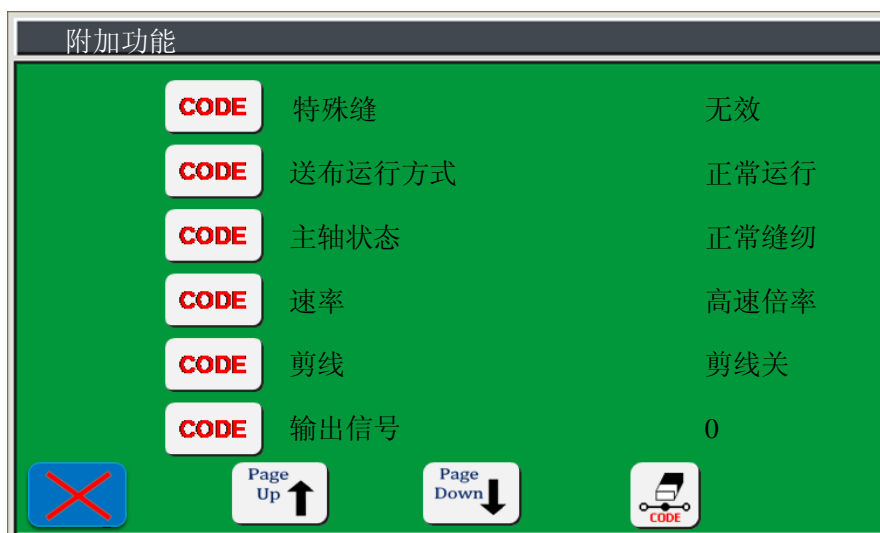 附加功能
CODE 特殊缝 无效
CODE 送布运行方式 正常运行
CODE 主轴状态 正常缝纫
CODE 速率 高速倍率
CODE 剪线 剪线关
CODE 输出信号 0
Page Up
Page Down
CODE